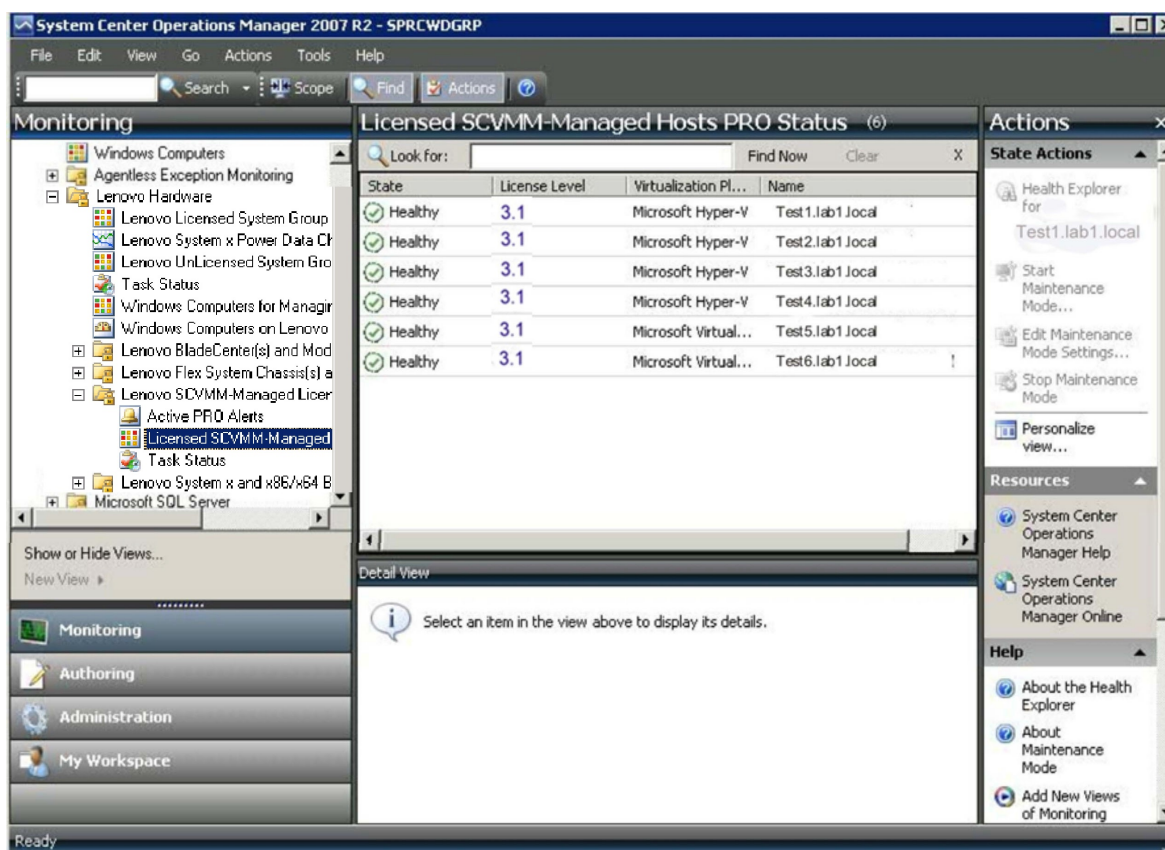 System Center Operations Manager 2007 R2 - SPRCWDGRP
File Edit View Go Actions Tools Help
Search Scope Find Actions
Monitoring
Windows Computers
Agentless Exception Monitoring
Lenovo Hardware
Lenovo Licensed System Group
Lenovo System x Power Data Ch
Lenovo UnLicensed System Gro
Task Status
Windows Computers for Managin
Windows Computers on Lenovo
Lenovo BladeCenter(s) and Mod
Lenovo Flex System Chassis(s) a
Lenovo SCVMM-Managed Licen
Active PRO Alerts
Licensed SCVMM-Managed
Task Status
Lenovo System x and x86/x64 B
Microsoft SQL Server
Show or Hide Views...
New View
Monitoring
Authoring
Administration
My Workspace
Licensed SCVMM-Managed Hosts PRO Status (6)
Look for: Find Now Clear X
State License Level Virtualization Pl... Name
Healthy 3.1 Microsoft Hyper-V Test1.lab1.local
Healthy 3.1 Microsoft Hyper-V Test2.lab1.local
Healthy 3.1 Microsoft Hyper-V Test3.lab1.local
Healthy 3.1 Microsoft Hyper-V Test4.lab1.local
Healthy 3.1 Microsoft Virtual... Test5.lab1.local
Healthy 3.1 Microsoft Virtual... Test6.lab1.local
Detail View
Select an item in the view above to display its details.
Actions
State Actions
Health Explorer
for
Test1.lab1.local
Start
Maintenance
Mode...
Edit Maintenance
Mode Settings...
Stop Maintenance
Mode
Personalize
view...
Resources
System Center
Operations
Manager Help
System Center
Operations
Manager Online
Help
About the Health
Explorer
About
Maintenance
Mode
Add New Views
of Monitoring
Ready